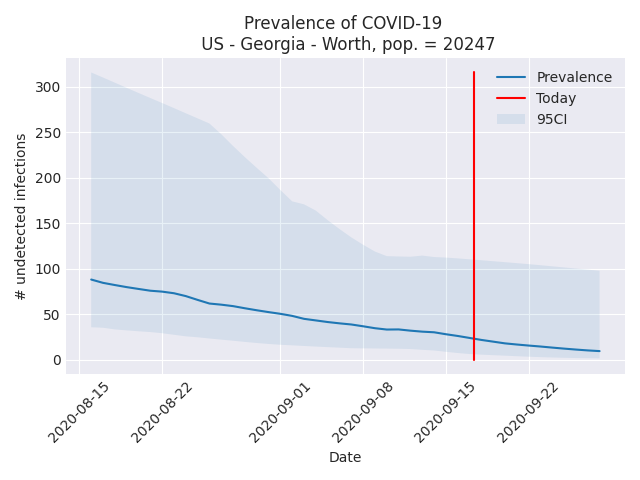 Prevalence of COVID-19
US - Georgia - Worth, pop. = 20247
Prevalence
Today
95CI
300
250
200
150
100
50
0
# undetected infections
2020-08-15
2020-08-22
2020-09-01
2020-09-08
2020-09-15
2020-09-22
Date